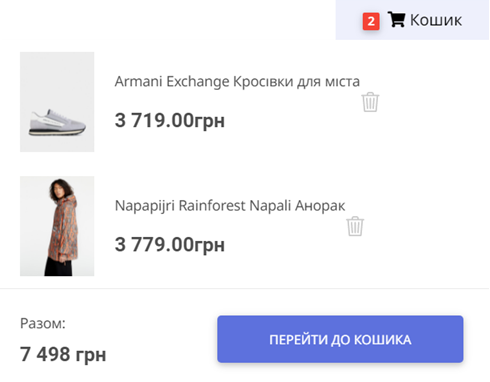 2 Кошик
Armani Exchange Кросівки для міста
3 719.00грн
Napapijri Rainforest Napali Анорак
3 779.00грн
Разом:
7 498 грн
ПЕРЕЙТИ ДО КОШИКА